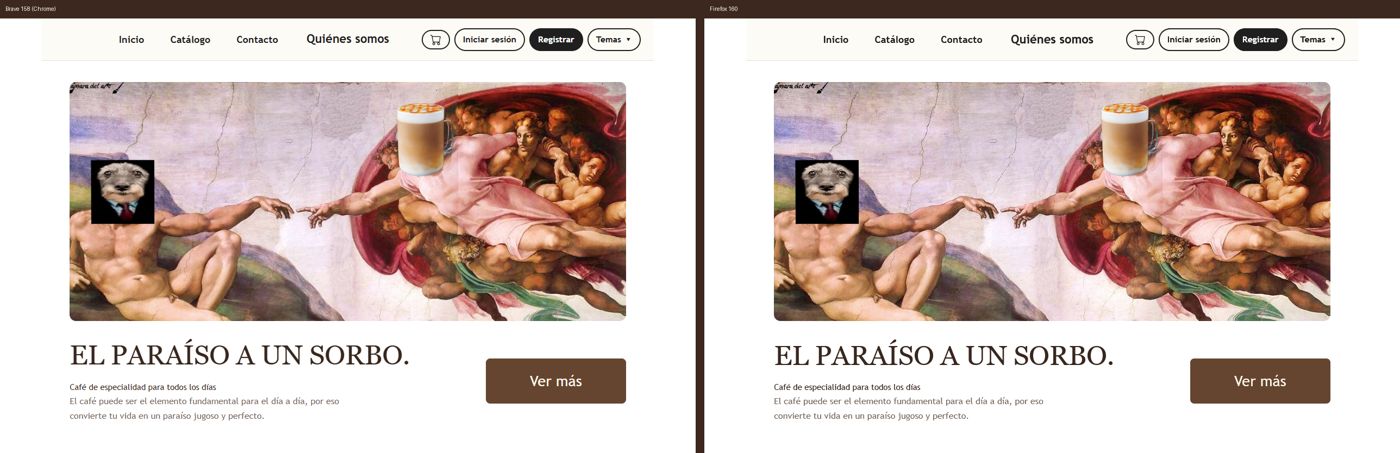 Brave 158 (Chrome)
Inicio Catálogo Contacto Quiénes somos Iniciar sesión Registrar Temas
EL PARAÍSO A UN SORBO.
Café de especialidad para todos los días
El café puede ser el elemento fundamental para el día a día, por eso
convierte tu vida en un paraíso jugoso y perfecto.
Ver más
Firefox 160
Inicio Catálogo Contacto Quiénes somos Iniciar sesión Registrar Temas
EL PARAÍSO A UN SORBO.
Café de especialidad para todos los días
El café puede ser el elemento fundamental para el día a día, por eso
convierte tu vida en un paraíso jugoso y perfecto.
Ver más